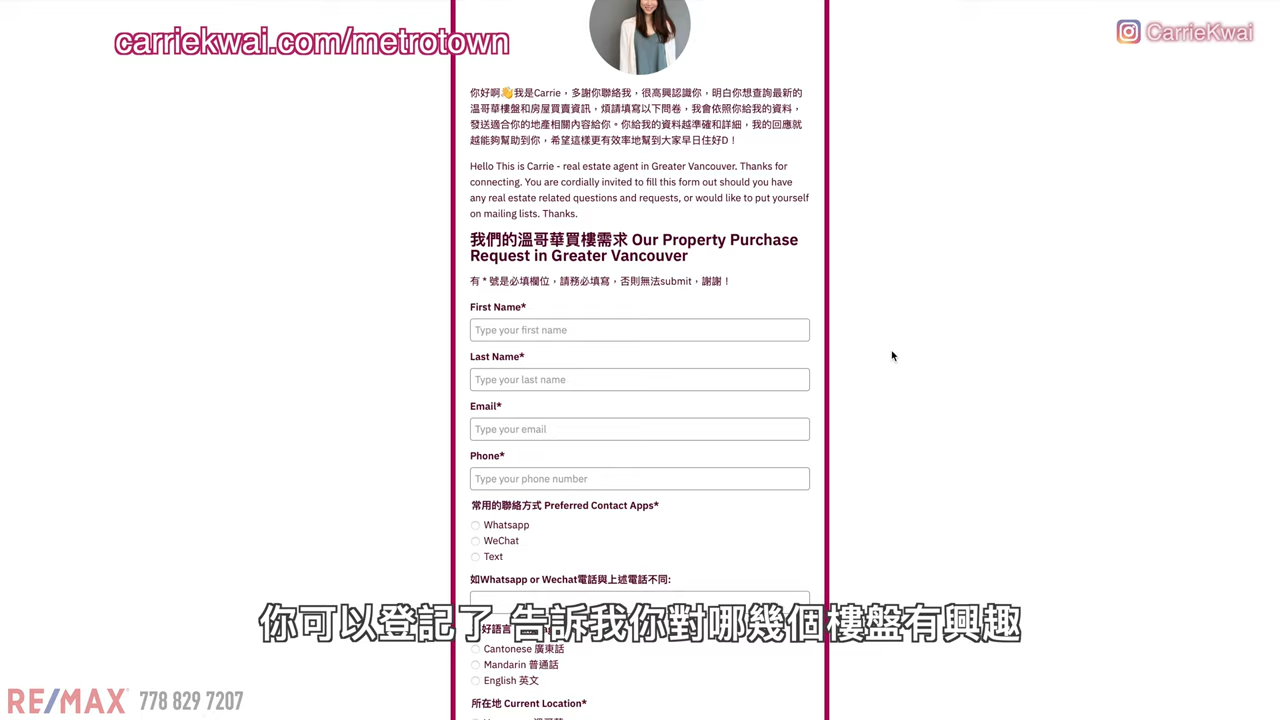 carriekwai.com/metrotown
CarrieKwai
你好啊👋我是Carrie，多謝你聯絡我，很高興認識你，明白你想查詢最新的
溫哥華樓盤和房屋買賣資訊，煩請填寫以下問卷，我會依照你給我的資料，
發送適合你的地產相關內容給你。你給我的資料越準確和詳細，我的回應就
越能夠幫助到你，希望這樣更有效率地幫到大家早日住好D！
Hello This is Carrie - real estate agent in Greater Vancouver. Thanks for
connecting. You are cordially invited to fill this form out should you have
any real estate related questions and requests, or would like to put yourself
on mailing lists. Thanks.
我們的溫哥華買樓需求 Our Property Purchase
Request in Greater Vancouver
有 * 號是必填欄位，請務必填寫，否則無法submit，謝謝！
First Name*
Type your first name
Last Name*
Type your last name
Email*
Type your email
Phone*
Type your phone number
常用的聯絡方式 Preferred Contact Apps*
Whatsapp
WeChat
Text
如Whatsapp or Wechat電話與上述電話不同:
你可以登記了 告訴我你對哪幾個樓盤有興趣
好語言
Cantonese 廣東話
Mandarin 普通話
English 英文
所在地 Current Location*
RE/MAX 778 829 7207